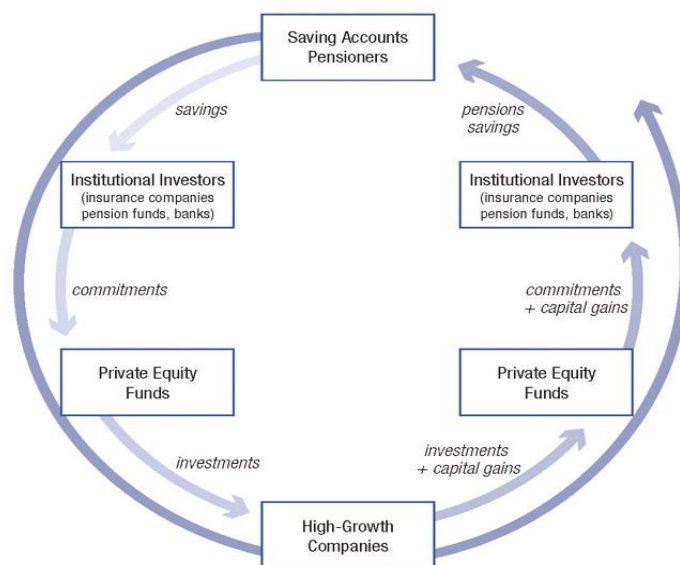 Saving Accounts
Pensioners
savings
pensions
savings
Institutional Investors
(insurance companies
pension funds, banks)
Institutional Investors
(insurance companies
pension funds, banks)
commitments
commitments
+ capital gains
Private Equity
Funds
Private Equity
Funds
investments
investments
+ capital gains
High-Growth
Companies